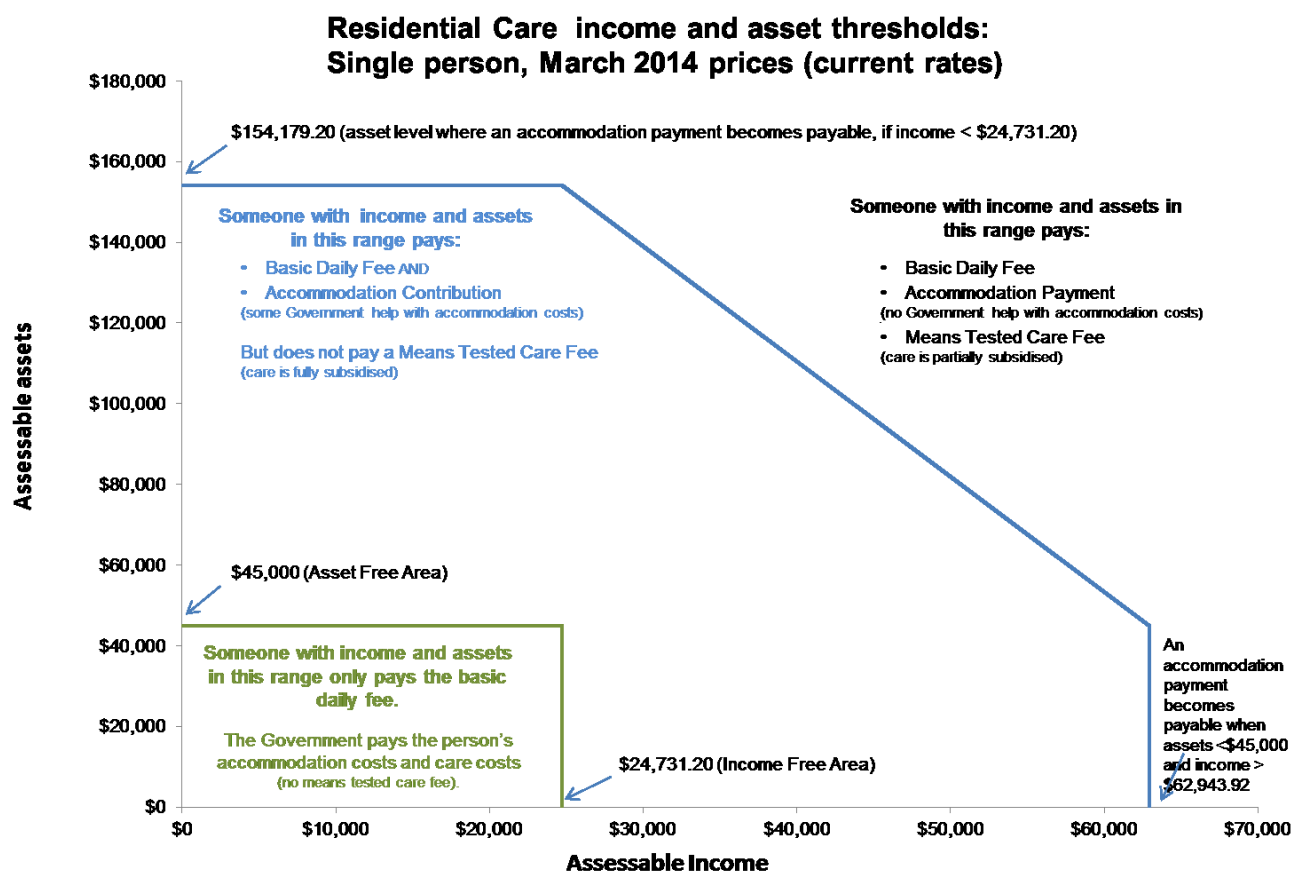 Residential Care income and asset thresholds:
Single person, March 2014 prices (current rates)
$180,000
$160,000
$140,000
$120,000
$100,000
$80,000
$60,000
$40,000
$20,000
$0
Assessable assets
$154,179.20 (asset level where an accommodation payment becomes payable, if income < $24,731.20)
Someone with income and assets
in this range pays:
• Basic Daily Fee AND
• Accommodation Contribution
(some Government help with accommodation costs)
But does not pay a Means Tested Care Fee
(care is fully subsidised)
Someone with income and assets in
this range pays:
• Basic Daily Fee
• Accommodation Payment
(no Government help with accommodation costs)
• Means Tested Care Fee
(care is partially subsidised)
$45,000 (Asset Free Area)
Someone with income and assets
in this range only pays the basic
daily fee.
The Government pays the person's
accommodation costs and care costs
(no means tested care fee).
$24,731.20 (Income Free Area)
An
accommodation
payment
becomes
payable when
assets <$45,000
and income >
$62,943.92
$0
$10,000
$20,000
$30,000
$40,000
$50,000
$60,000
$70,000
Assessable Income